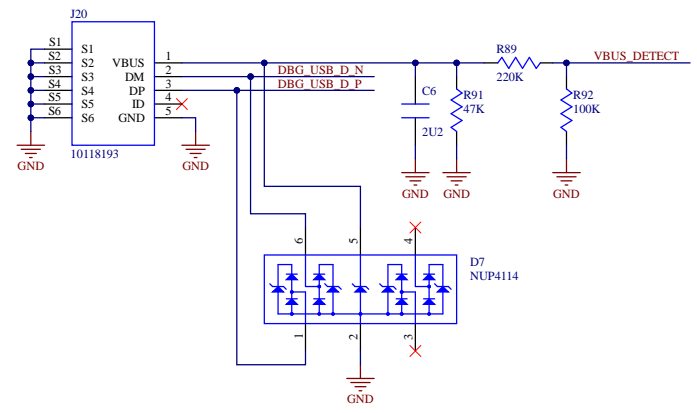 J20
S1 S1
S2 S2
S3 S3
S4 S4
S5 S5
S6 S6
VBUS 1
DM 2
DP 3
ID 4
GND 5
10118193
GND
GND
DBG_USB_D_N
DBG_USB_D_P
C6
2U2
GND
R91
47K
GND
R89
220K
VBUS_DETECT
R92
100K
GND
6
5
4
D7
NUP4114
1
2
3
GND